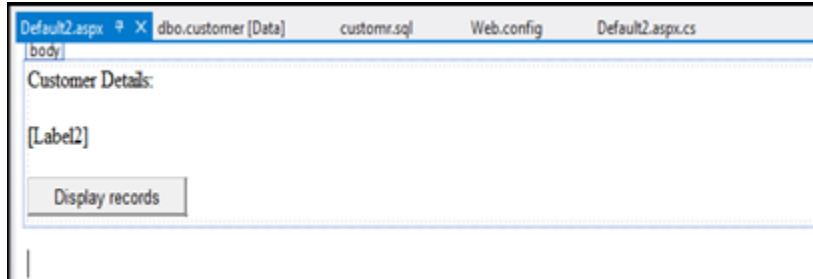 Default2.aspx dbo.customer [Data] customr.sql Web.config Default2.aspx.cs
body
Customer Details:
[Label2]
Display records